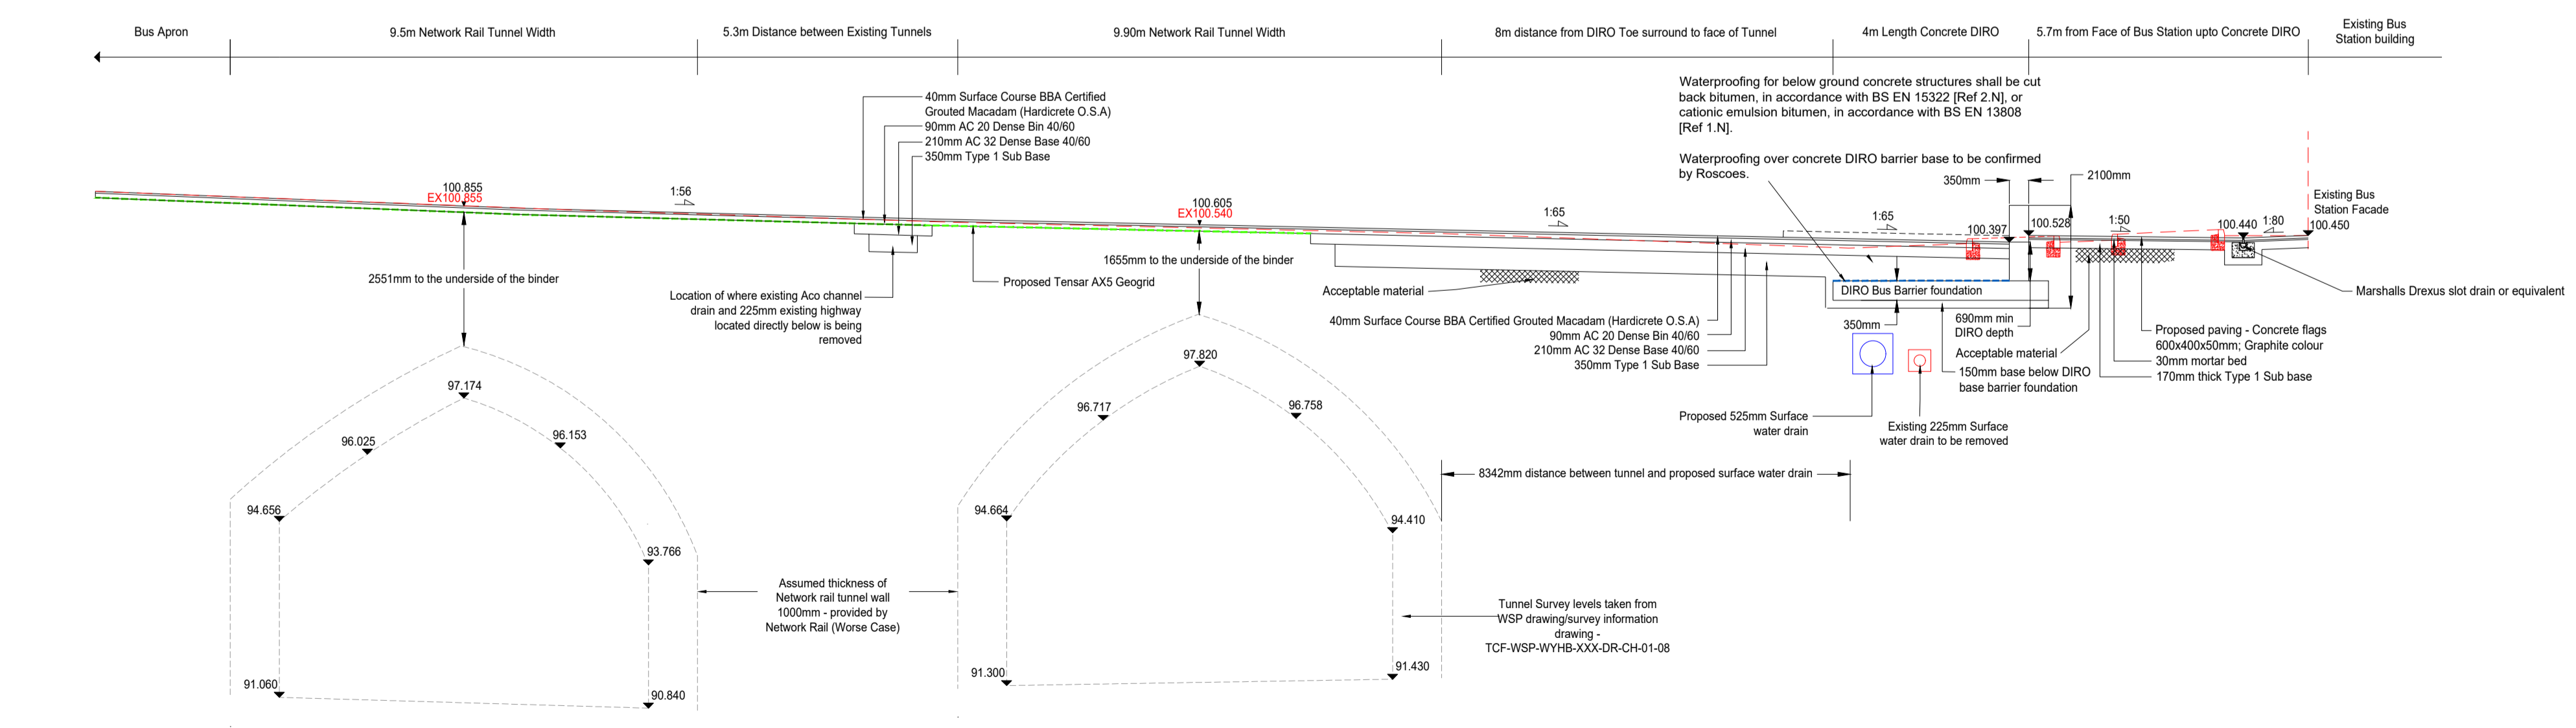 Bus Apron
9.5m Network Rail Tunnel Width
5.3m Distance between Existing Tunnels
9.90m Network Rail Tunnel Width
8m distance from DIRO Toe surround to face of Tunnel
4m Length Concrete DIRO
5.7m from Face of Bus Station upto Concrete DIRO
Existing Bus
Station building
Waterproofing for below ground concrete structures shall be cut
back bitumen, in accordance with BS EN 15322 [Ref 2.N], or
cationic emulsion bitumen, in accordance with BS EN 13808
[Ref 1.N].
Waterproofing over concrete DIRO barrier base to be confirmed
by Roscoes.
40mm Surface Course BBA Certified
Grouted Macadam (Hardicrete O.S.A)
90mm AC 20 Dense Bin 40/60
210mm AC 32 Dense Base 40/60
350mm Type 1 Sub Base
350mm
2100mm
100.855
EX100.855
1:56
100.605
EX100.540
1:65
1:65
100.397
100.528
1:50
100.440
1:80
Existing Bus
Station Facade
100.450
2551mm to the underside of the binder
1655mm to the underside of the binder
Proposed Tensar AX5 Geogrid
Location of where existing Aco channel
drain and 225mm existing highway
located directly below is being
removed
Acceptable material
DIRO Bus Barrier foundation
Marshalls Drexus slot drain or equivalent
40mm Surface Course BBA Certified Grouted Macadam (Hardicrete O.S.A)
90mm AC 20 Dense Bin 40/60
210mm AC 32 Dense Base 40/60
350mm Type 1 Sub Base
350mm
690mm min
DIRO depth
Acceptable material
150mm base below DIRO
base barrier foundation
Proposed paving - Concrete flags
600x400x50mm; Graphite colour
30mm mortar bed
170mm thick Type 1 Sub base
Proposed 525mm Surface
water drain
Existing 225mm Surface
water drain to be removed
97.174
96.025
96.153
94.656
93.766
91.060
90.840
97.820
96.717
96.758
94.664
94.410
91.300
91.430
8342mm distance between tunnel and proposed surface water drain
Assumed thickness of
Network rail tunnel wall
1000mm - provided by
Network Rail (Worse Case)
Tunnel Survey levels taken from
WSP drawing/survey information
drawing -
TCF-WSP-WYHB-XXX-DR-CH-01-08